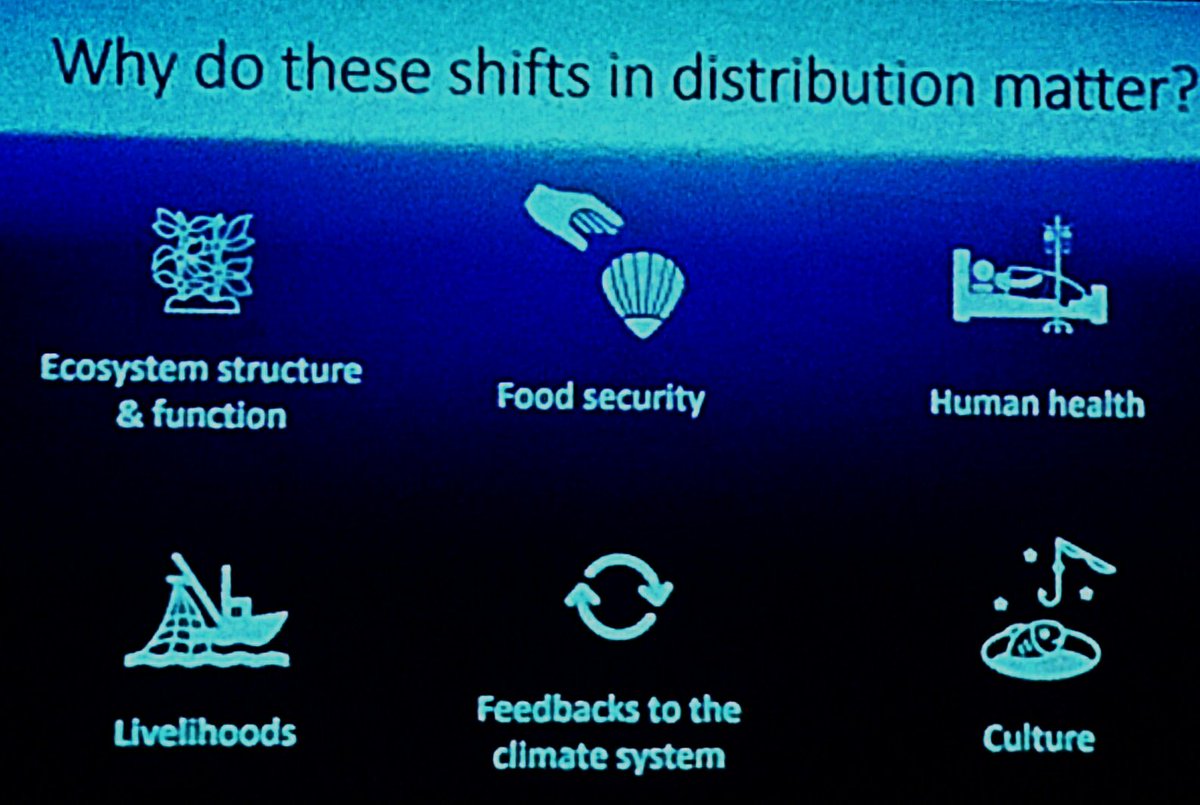 Why do these shifts in distribution matter?
Ecosystem structure
& function
Food security
Human health
Livelihoods
Feedbacks to the
climate system
Culture